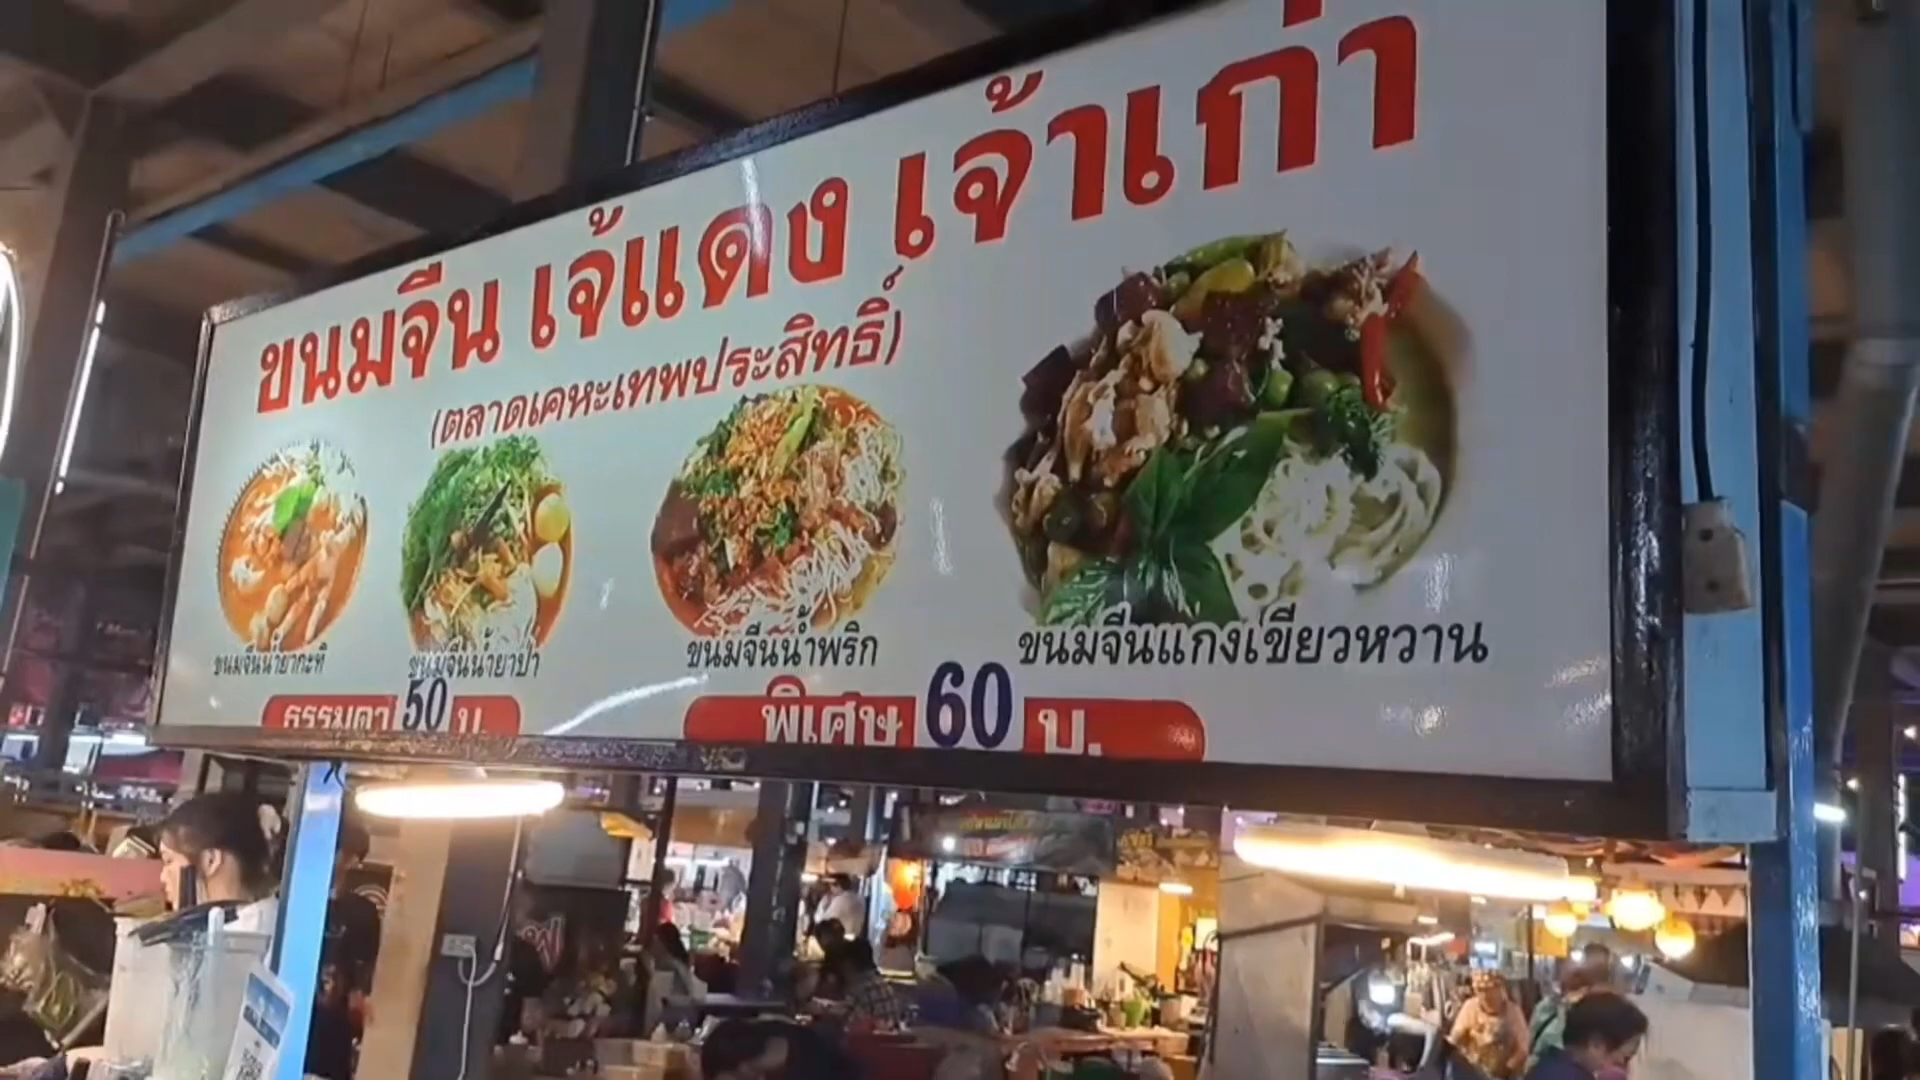 ขนมจีน เจ้แดง เจ้าเก่า
(ตลาดเคหะเทพประสิทธิ์)
ขนมจีนน้ำยากะทิ
ขนมจีนน้ำยาป่า
ขนมจีนน้ำพริก
ขนมจีนแกงเขียวหวาน
ธรรมดา 50 บ.
พิเศษ 60 บ.